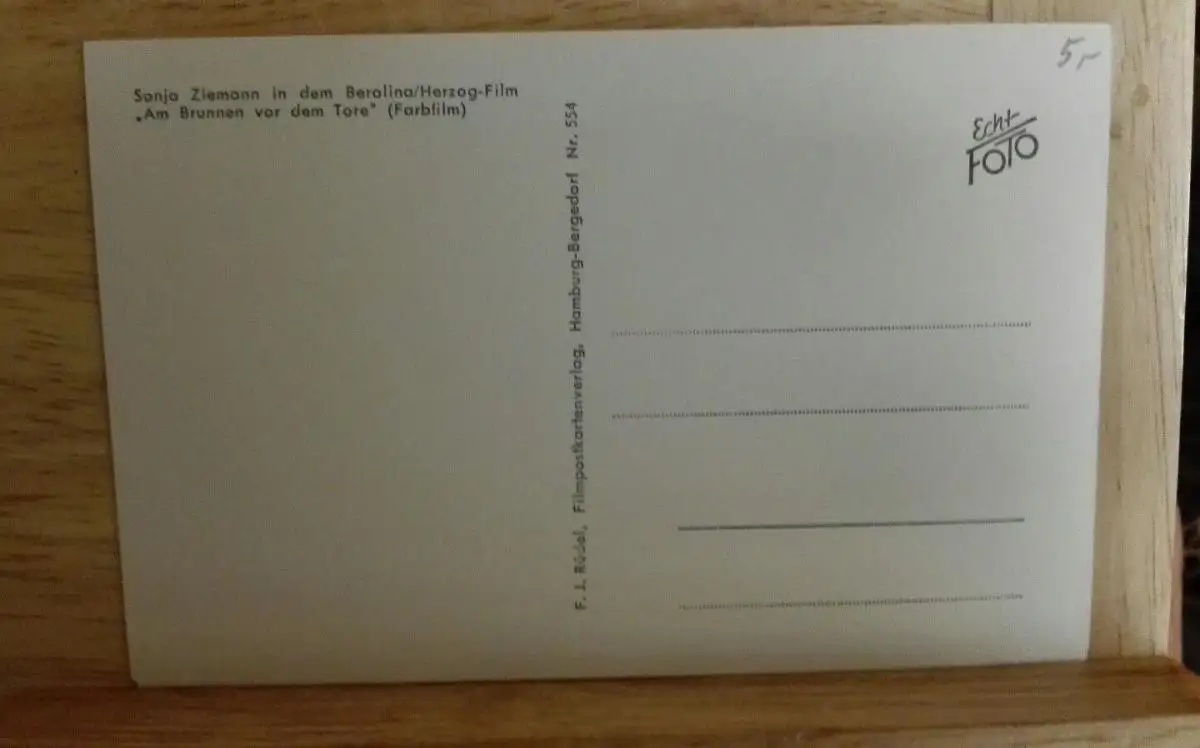 Sonja Ziemann in dem Berolina/Herzog-Film
„Am Brunnen vor dem Tore" (Farbfilm)
F. J. Rüdel, Filmpostkartenverlag, Hamburg-Bergedorf Nr. 554
5,-
Echt
FOTO